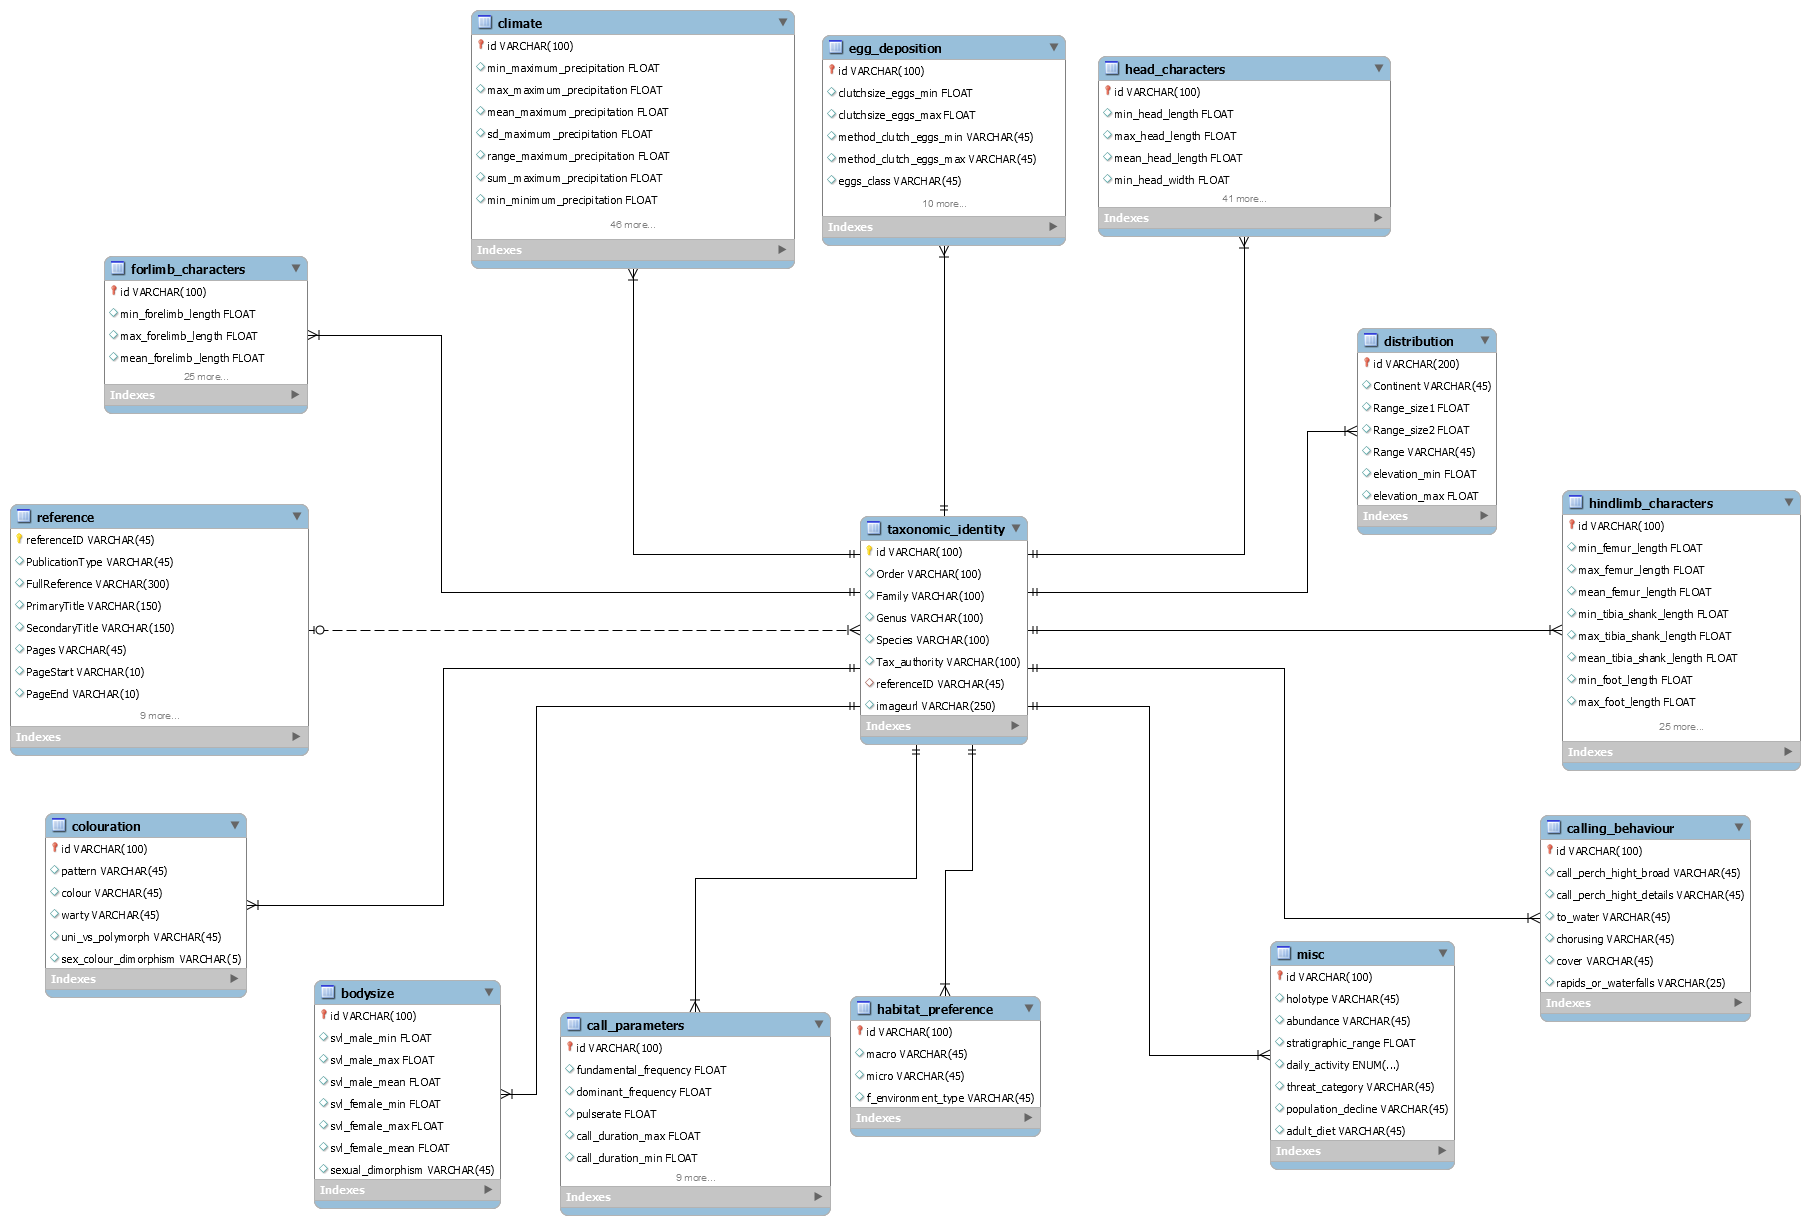 climate
id VARCHAR(100)
min_maximum_precipitation FLOAT
max_maximum_precipitation FLOAT
mean_maximum_precipitation FLOAT
sd_maximum_precipitation FLOAT
range_maximum_precipitation FLOAT
sum_maximum_precipitation FLOAT
min_minimum_precipitation FLOAT
46 more...
Indexes
egg_deposition
id VARCHAR(100)
clutchsize_eggs_min FLOAT
clutchsize_eggs_max FLOAT
method_clutch_eggs_min VARCHAR(45)
method_clutch_eggs_max VARCHAR(45)
eggs_class VARCHAR(45)
10 more...
Indexes
head_characters
id VARCHAR(100)
min_head_length FLOAT
max_head_length FLOAT
mean_head_length FLOAT
min_head_width FLOAT
41 more...
Indexes
forlimb_characters
id VARCHAR(100)
min_forelimb_length FLOAT
max_forelimb_length FLOAT
mean_forelimb_length FLOAT
25 more...
Indexes
distribution
id VARCHAR(200)
Continent VARCHAR(45)
Range_size1 FLOAT
Range_size2 FLOAT
Range VARCHAR(45)
elevation_min FLOAT
elevation_max FLOAT
Indexes
reference
referenceID VARCHAR(45)
PublicationType VARCHAR(45)
FullReference VARCHAR(300)
PrimaryTitle VARCHAR(150)
SecondaryTitle VARCHAR(150)
Pages VARCHAR(45)
PageStart VARCHAR(10)
PageEnd VARCHAR(10)
9 more...
Indexes
taxonomic_identity
id VARCHAR(100)
Order VARCHAR(100)
Family VARCHAR(100)
Genus VARCHAR(100)
Species VARCHAR(100)
Tax_authority VARCHAR(100)
referenceID VARCHAR(45)
imageurl VARCHAR(250)
Indexes
hindlimb_characters
id VARCHAR(100)
min_femur_length FLOAT
max_femur_length FLOAT
mean_femur_length FLOAT
min_tibia_shank_length FLOAT
max_tibia_shank_length FLOAT
mean_tibia_shank_length FLOAT
min_foot_length FLOAT
max_foot_length FLOAT
25 more...
Indexes
colouration
id VARCHAR(100)
pattern VARCHAR(45)
colour VARCHAR(45)
warty VARCHAR(45)
uni_vs_polymorph VARCHAR(45)
sex_colour_dimorphism VARCHAR(5)
Indexes
bodysize
id VARCHAR(100)
svl_male_min FLOAT
svl_male_max FLOAT
svl_male_mean FLOAT
svl_female_min FLOAT
svl_female_max FLOAT
svl_female_mean FLOAT
sexual_dimorphism VARCHAR(45)
Indexes
call_parameters
id VARCHAR(100)
fundamental_frequency FLOAT
dominant_frequency FLOAT
pulserate FLOAT
call_duration_max FLOAT
call_duration_min FLOAT
9 more...
Indexes
habitat_preference
id VARCHAR(100)
macro VARCHAR(45)
micro VARCHAR(45)
f_environment_type VARCHAR(45)
Indexes
misc
id VARCHAR(100)
holotype VARCHAR(45)
abundance VARCHAR(45)
stratigraphic_range FLOAT
daily_activity ENUM(...)
threat_category VARCHAR(45)
population_decline VARCHAR(45)
adult_diet VARCHAR(45)
Indexes
calling_behaviour
id VARCHAR(100)
call_perch_hight_broad VARCHAR(45)
call_perch_hight_details VARCHAR(45)
to_water VARCHAR(45)
chorusing VARCHAR(45)
cover VARCHAR(45)
rapids_or_waterfalls VARCHAR(25)
Indexes